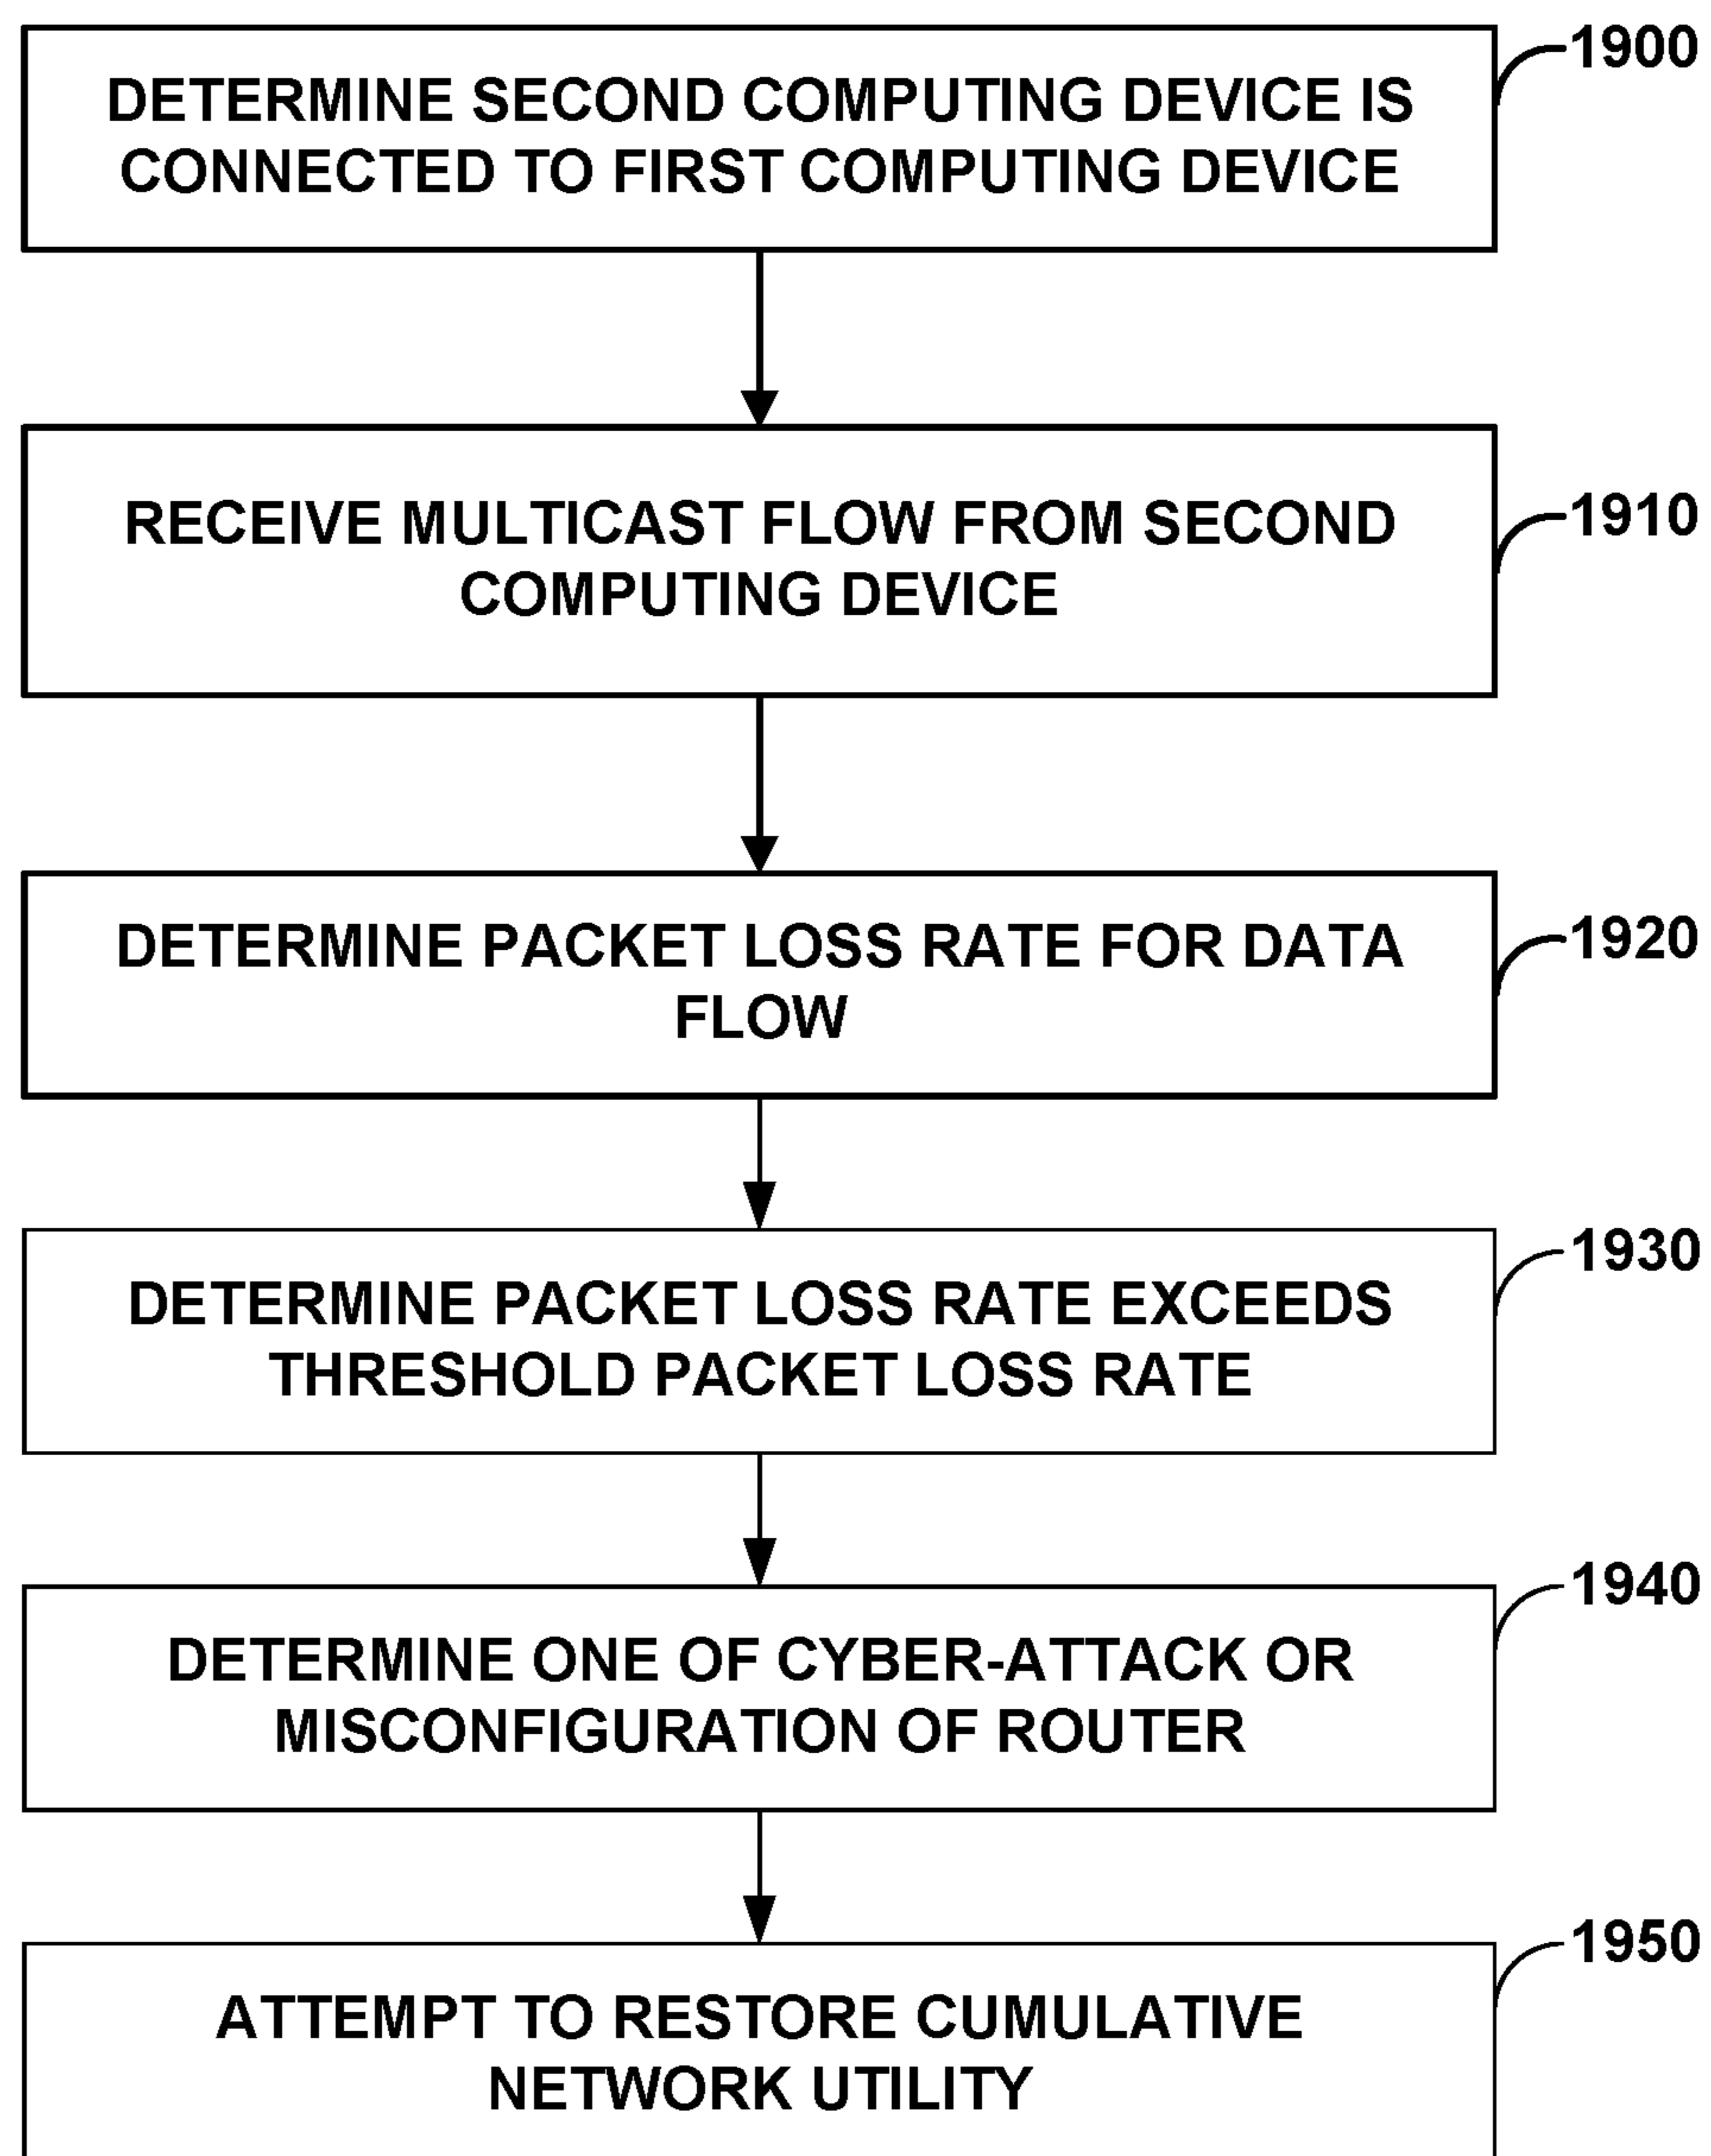 1900
DETERMINE SECOND COMPUTING DEVICE IS
CONNECTED TO FIRST COMPUTING DEVICE
1910
RECEIVE MULTICAST FLOW FROM SECOND
COMPUTING DEVICE
1920
DETERMINE PACKET LOSS RATE FOR DATA
FLOW
1930
DETERMINE PACKET LOSS RATE EXCEEDS
THRESHOLD PACKET LOSS RATE
1940
DETERMINE ONE OF CYBER-ATTACK OR
MISCONFIGURATION OF ROUTER
1950
ATTEMPT TO RESTORE CUMULATIVE
NETWORK UTILITY